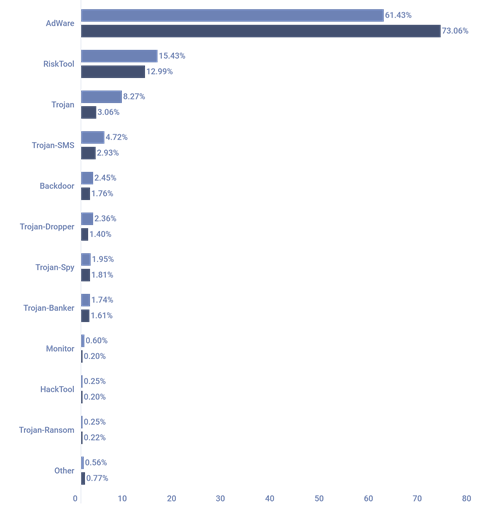 AdWare
61.43%
73.06%
RiskTool
15.43%
12.99%
Trojan
8.27%
3.06%
Trojan-SMS
4.72%
2.93%
Backdoor
2.45%
1.76%
Trojan-Dropper
2.36%
1.40%
Trojan-Spy
1.95%
1.81%
Trojan-Banker
1.74%
1.61%
Monitor
0.60%
0.20%
HackTool
0.25%
0.20%
Trojan-Ransom
0.25%
0.22%
Other
0.56%
0.77%
0 10 20 30 40 50 60 70 80